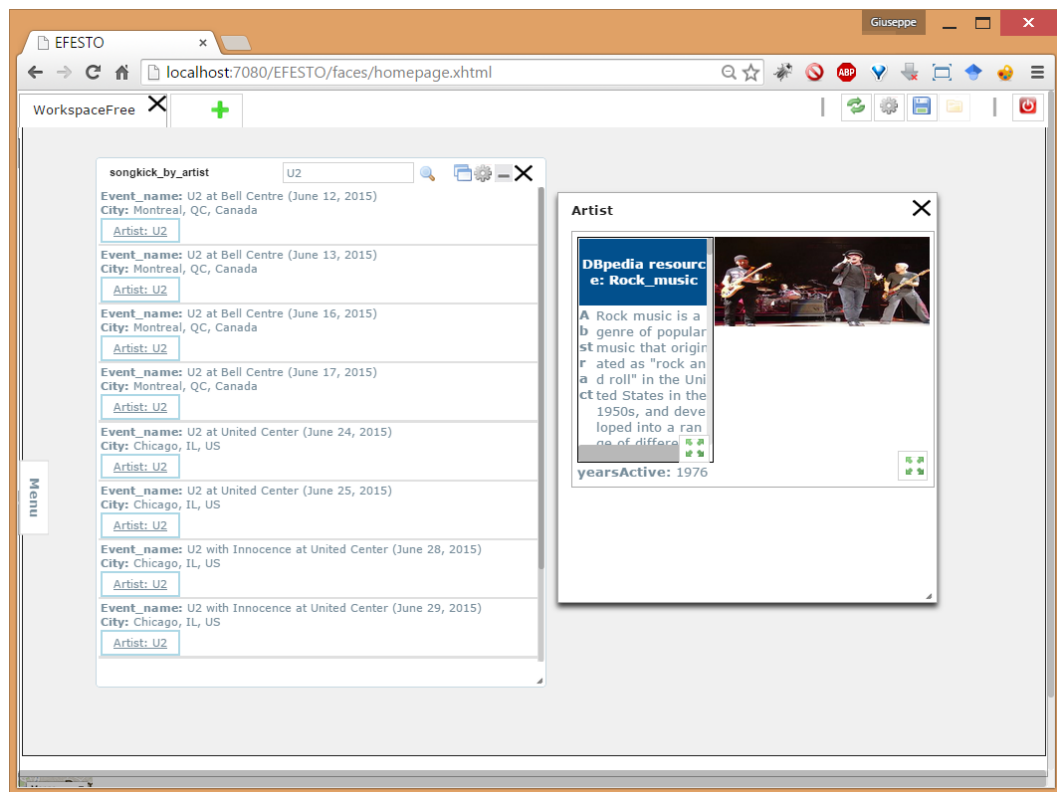 Giuseppe
EFESTO
localhost:7080/EFESTO/faces/homepage.xhtml
ABP
WorkspaceFree
songkick_by_artist
U2
Event_name: U2 at Bell Centre (June 12, 2015)
City: Montreal, QC, Canada
Artist: U2
Event_name: U2 at Bell Centre (June 13, 2015)
City: Montreal, QC, Canada
Artist: U2
Event_name: U2 at Bell Centre (June 16, 2015)
City: Montreal, QC, Canada
Artist: U2
Event_name: U2 at Bell Centre (June 17, 2015)
City: Montreal, QC, Canada
Artist: U2
Event_name: U2 at United Center (June 24, 2015)
City: Chicago, IL, US
Artist: U2
Event_name: U2 at United Center (June 25, 2015)
City: Chicago, IL, US
Artist: U2
Event_name: U2 with Innocence at United Center (June 28, 2015)
City: Chicago, IL, US
Artist: U2
Event_name: U2 with Innocence at United Center (June 29, 2015)
City: Chicago, IL, US
Artist: U2
Menu
Artist
DBpedia resourc
e: Rock_music
A Rock music is a
b genre of popular
st music that origin
r ated as "rock an
a d roll" in the Uni
ct ted States in the
1950s, and deve
loped into a ran
ge of differe
yearsActive: 1976